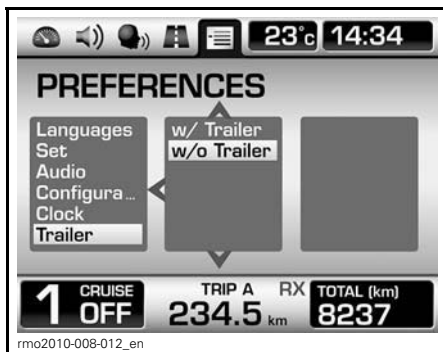 23°c 14:34
PREFERENCES
Languages
Set
Audio
Configura...
Clock
Trailer
w/ Trailer
w/o Trailer
1 CRUISE OFF
TRIP A
234.5 km
RX
TOTAL (km)
8237
rmo2010-008-012_en